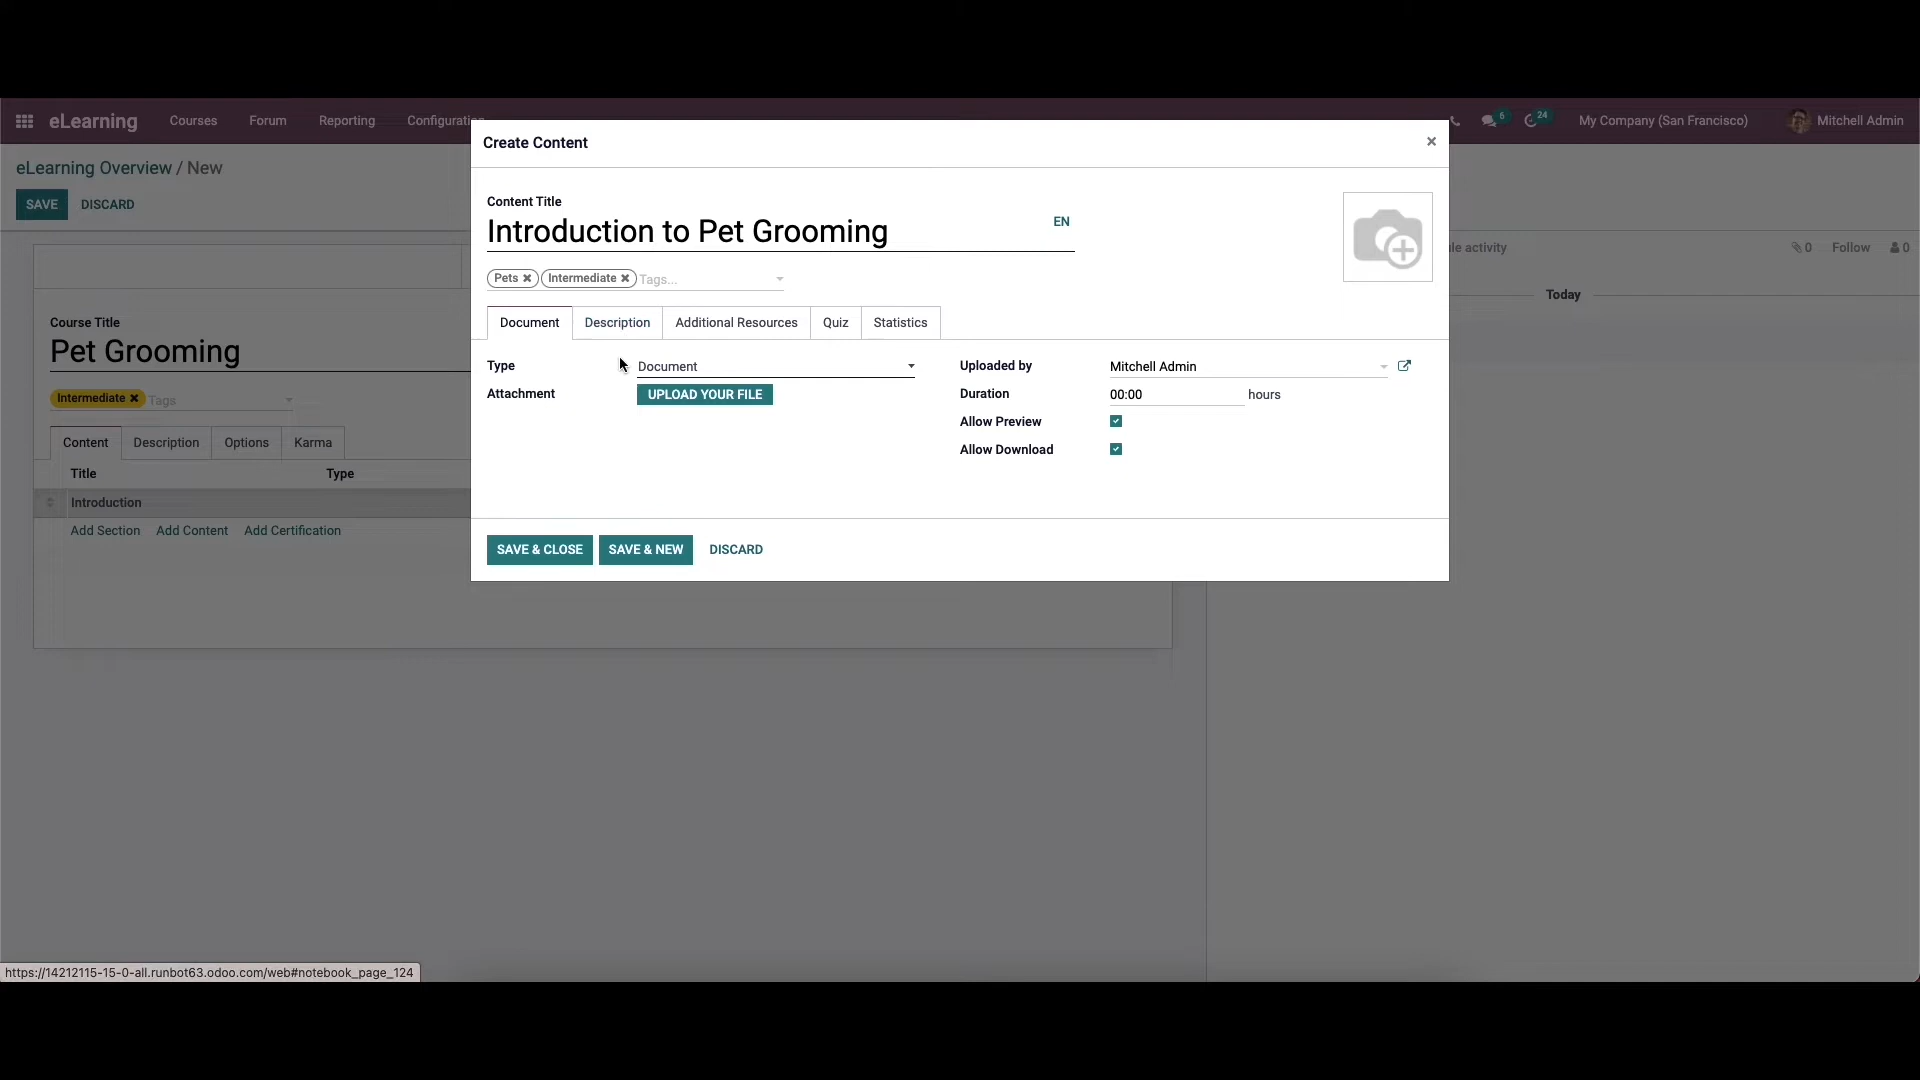 eLearning Courses Forum Reporting Configurati 6 24 My Company (San Francisco) Mitchell Admin
eLearning Overview / New
SAVE DISCARD
le activity 0 Follow 0
Today
Course Title
Pet Grooming
Intermediate Tags
Content Description Options Karma
Title Type
Introduction
Add Section Add Content Add Certification
Create Content
Content Title
Introduction to Pet Grooming EN
Pets Intermediate Tags...
Document Description Additional Resources Quiz Statistics
Type Document Uploaded by Mitchell Admin
Attachment UPLOAD YOUR FILE Duration 00:00 hours
Allow Preview
Allow Download
SAVE & CLOSE SAVE & NEW DISCARD
https://14212115-15-0-all.runbot63.odoo.com/web#notebook_page_124